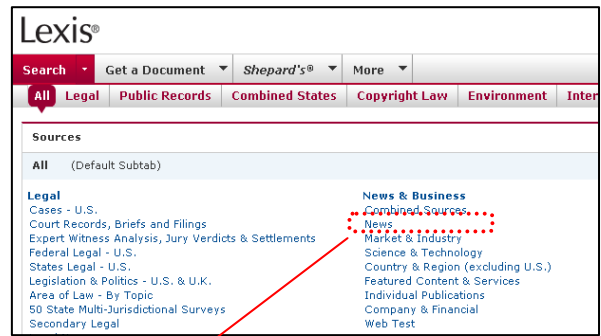 Lexis®
Search Get a Document Shepard's® More
All Legal Public Records Combined States Copyright Law Environment Inter
Sources
All (Default Subtab)
Legal
Cases - U.S.
Court Records, Briefs and Filings
Expert Witness Analysis, Jury Verdicts & Settlements
Federal Legal - U.S.
States Legal - U.S.
Legislation & Politics - U.S. & U.K.
Area of Law - By Topic
50 State Multi-Jurisdictional Surveys
Secondary Legal
News & Business
Combined Sources
News
Market & Industry
Science & Technology
Country & Region (excluding U.S.)
Featured Content & Services
Individual Publications
Company & Financial
Web Test